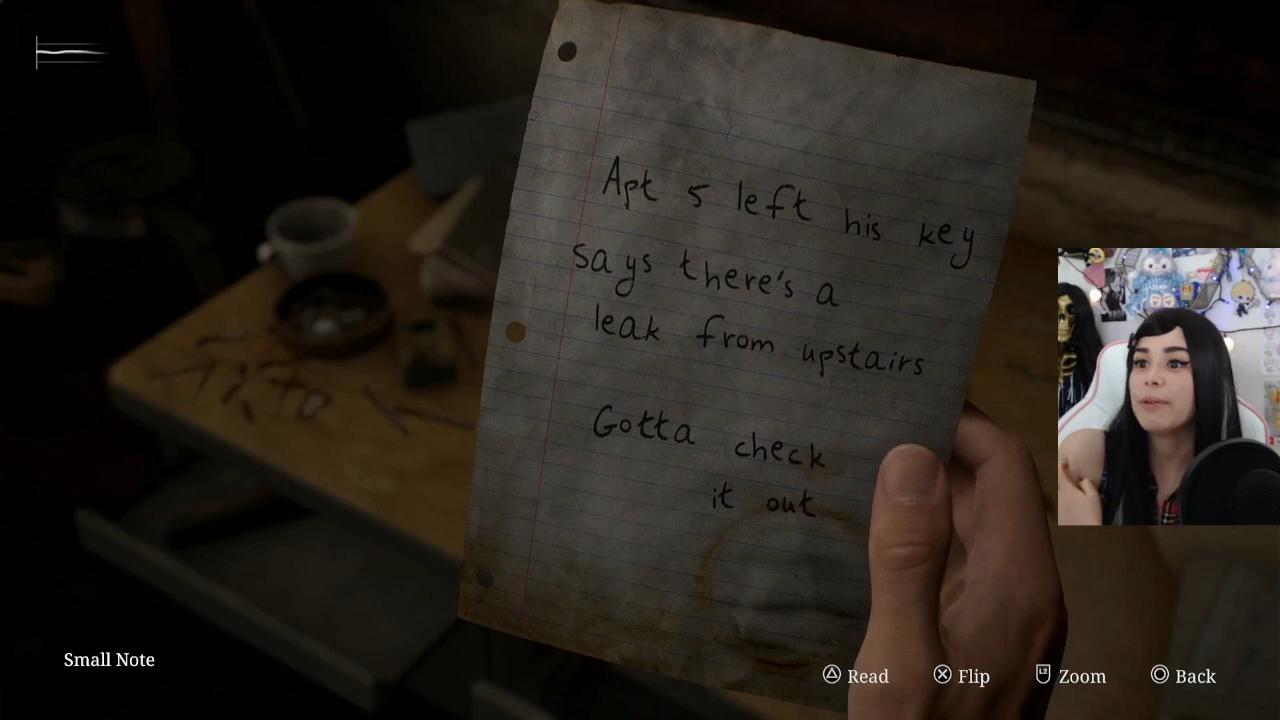 Apt 5 left his key
says there's a
leak from upstairs
Gotta check
it out
Small Note
Read
Flip
L2
Zoom
Back